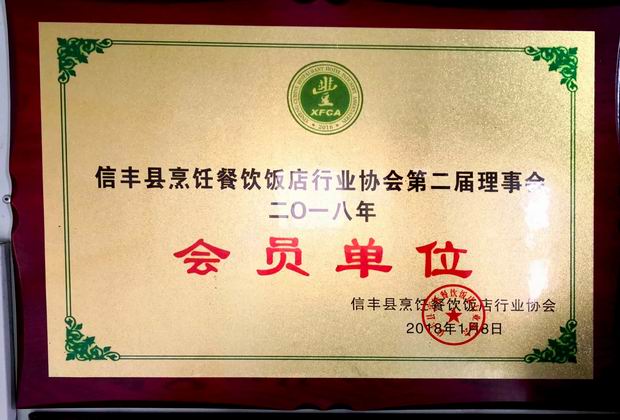 豐
XFCA
2016
信丰县烹饪餐饮饭店行业协会第二届理事会
二〇一八年
会员单位
信丰县烹饪餐饮饭店行业协会
2018年1月8日